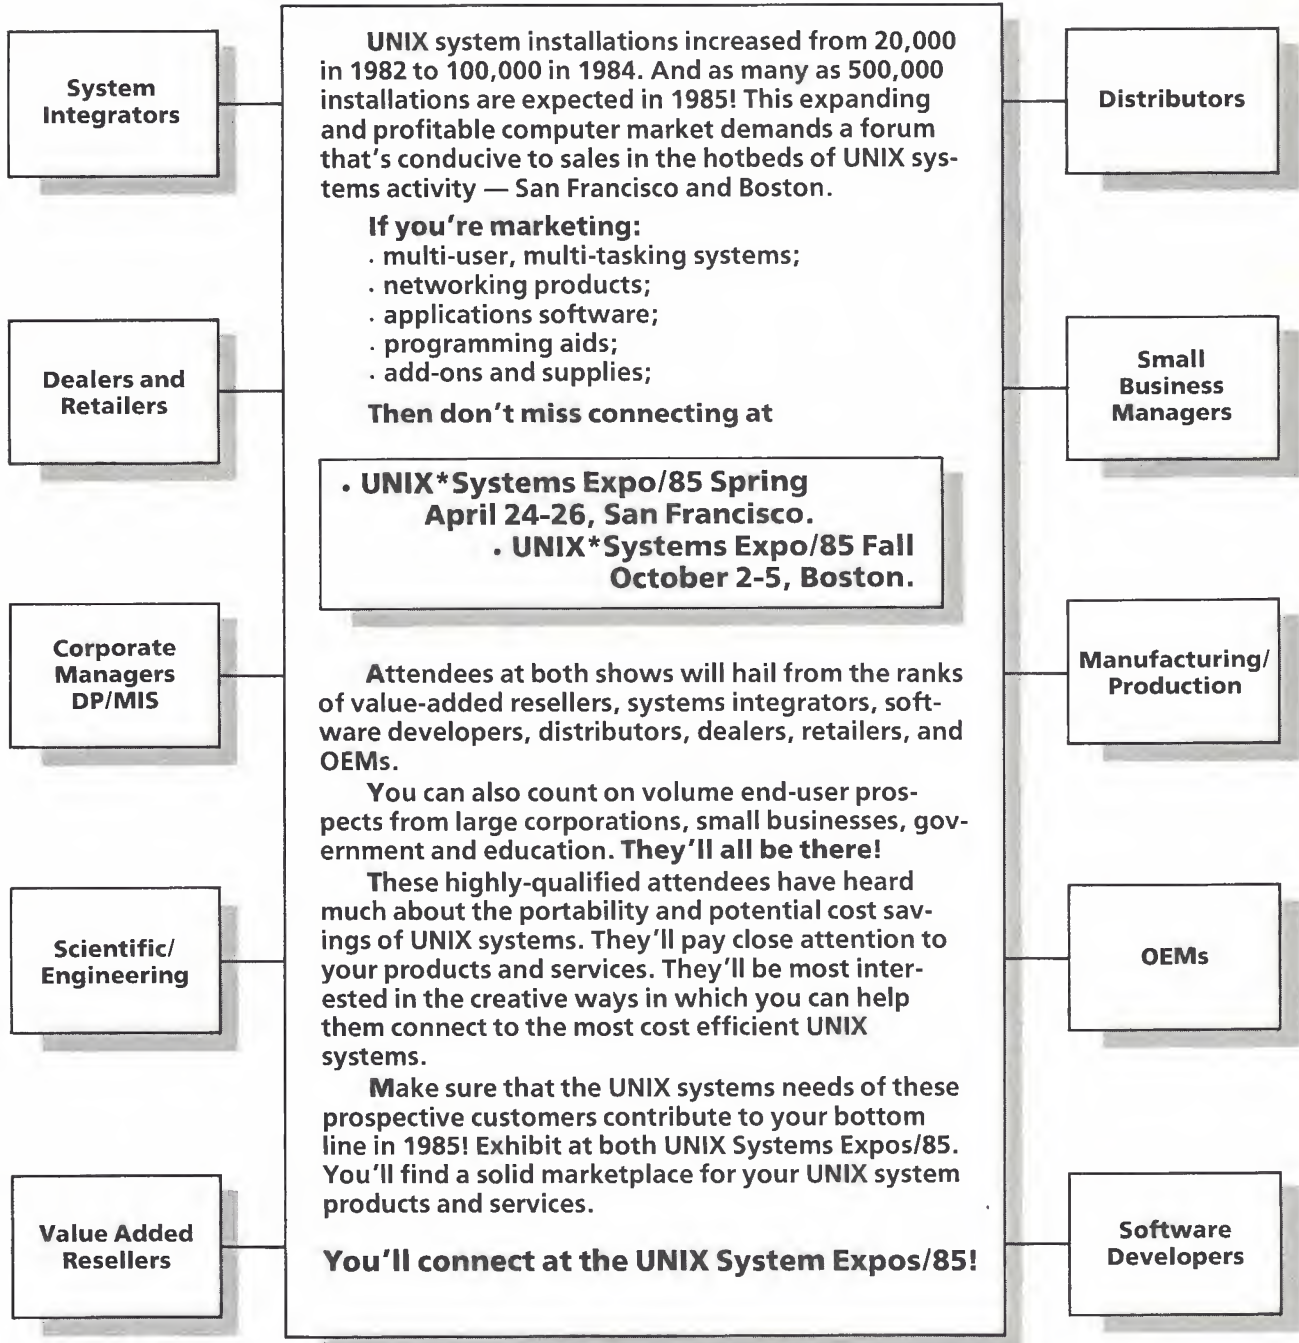 System
Integrators
Dealers and
Retailers
Corporate
Managers
DP/MIS
Scientific/
Engineering
Value Added
Resellers
UNIX system installations increased from 20,000
in 1982 to 100,000 in 1984. And as many as 500,000
installations are expected in 1985! This expanding
and profitable computer market demands a forum
that's conducive to sales in the hotbeds of UNIX sys-
tems activity — San Francisco and Boston.
If you're marketing:
· multi-user, multi-tasking systems;
· networking products;
· applications software;
· programming aids;
· add-ons and supplies;
Then don't miss connecting at
· UNIX*Systems Expo/85 Spring
April 24-26, San Francisco.
· UNIX*Systems Expo/85 Fall
October 2-5, Boston.
Attendees at both shows will hail from the ranks
of value-added resellers, systems integrators, soft-
ware developers, distributors, dealers, retailers, and
OEMs.
You can also count on volume end-user pros-
pects from large corporations, small businesses, gov-
ernment and education. They'll all be there!
These highly-qualified attendees have heard
much about the portability and potential cost sav-
ings of UNIX systems. They'll pay close attention to
your products and services. They'll be most inter-
ested in the creative ways in which you can help
them connect to the most cost efficient UNIX
systems.
Make sure that the UNIX systems needs of these
prospective customers contribute to your bottom
line in 1985! Exhibit at both UNIX Systems Expos/85.
You'll find a solid marketplace for your UNIX system
products and services.
You'll connect at the UNIX System Expos/85!
Distributors
Small
Business
Managers
Manufacturing/
Production
OEMs
Software
Developers